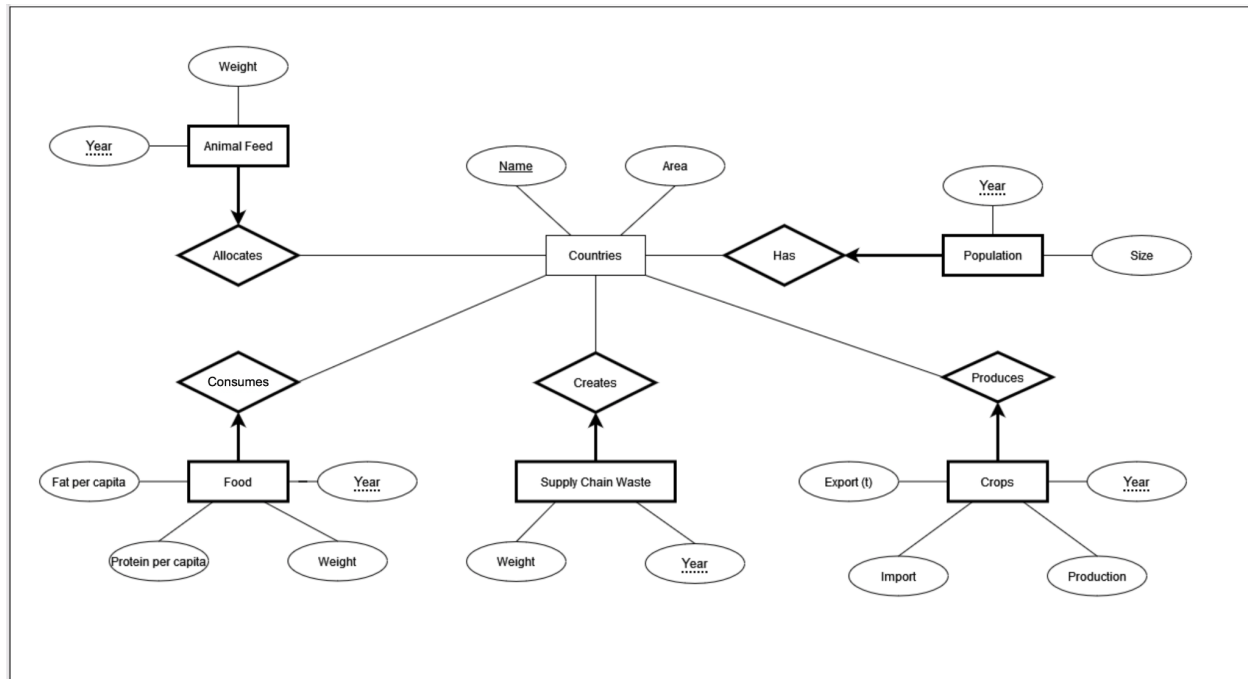 Weight
Year
Animal Feed
Name
Area
Year
Allocates
Countries
Has
Population
Size
Consumes
Creates
Produces
Fat per capita
Food
Year
Supply Chain Waste
Export (t)
Crops
Year
Protein per capita
Weight
Weight
Year
Import
Production